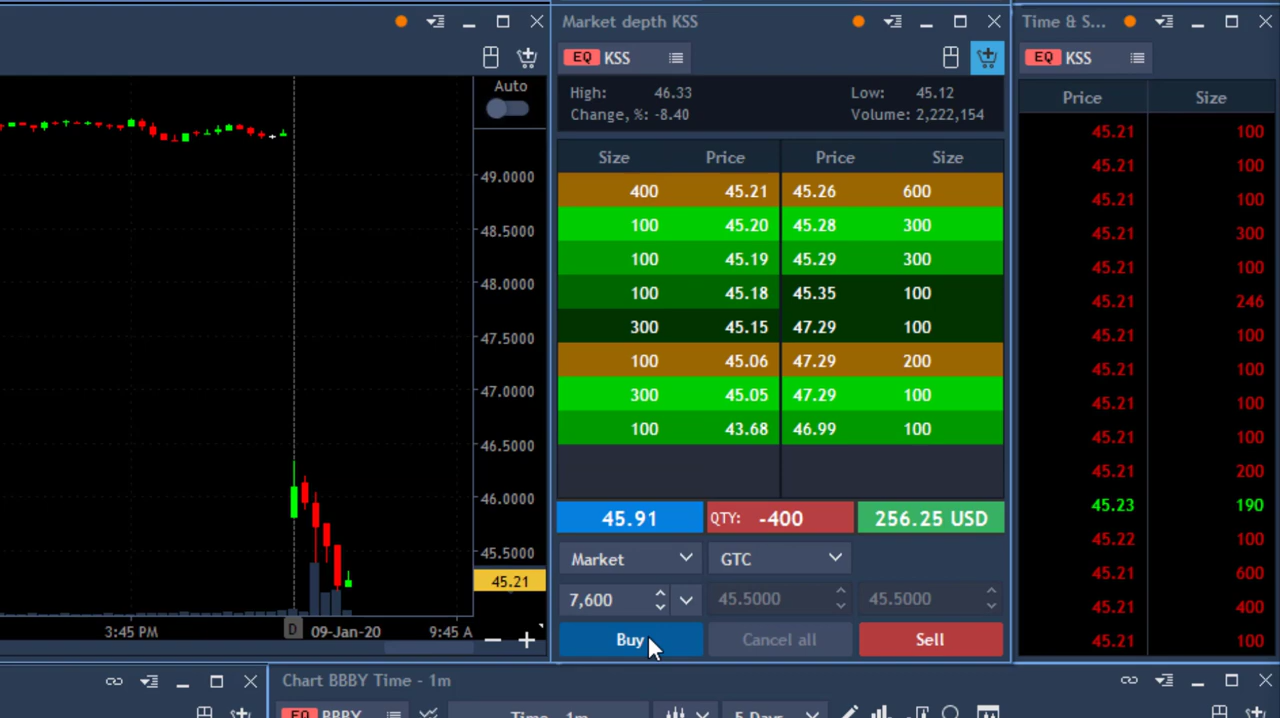 Market depth KSS
Time & S...
EQ KSS
EQ KSS
Auto
High: 46.33 Low: 45.12
Change, %: -8.40 Volume: 2,222,154
Price Size
Size Price Price Size
45.21 100
45.21 100
45.21 100
45.21 300
45.21 100
45.21 246
45.21 100
45.21 100
45.21 100
45.21 100
45.21 200
45.23 190
45.22 100
45.21 600
45.21 400
45.21 100
400 45.21 45.26 600
100 45.20 45.28 300
100 45.19 45.29 300
100 45.18 45.35 100
300 45.15 47.29 100
100 45.06 47.29 200
300 45.05 47.29 100
100 43.68 46.99 100
49.0000
48.5000
48.0000
47.5000
47.0000
46.5000
46.0000
45.5000
45.21
45.91 QTY: -400 256.25 USD
Market GTC
7,600 45.5000 45.5000
Buy Cancel all Sell
3:45 PM D 09-Jan-20 9:45 A
Chart BBBY Time - 1m
EQ BBBY Time - 1m 5 Days